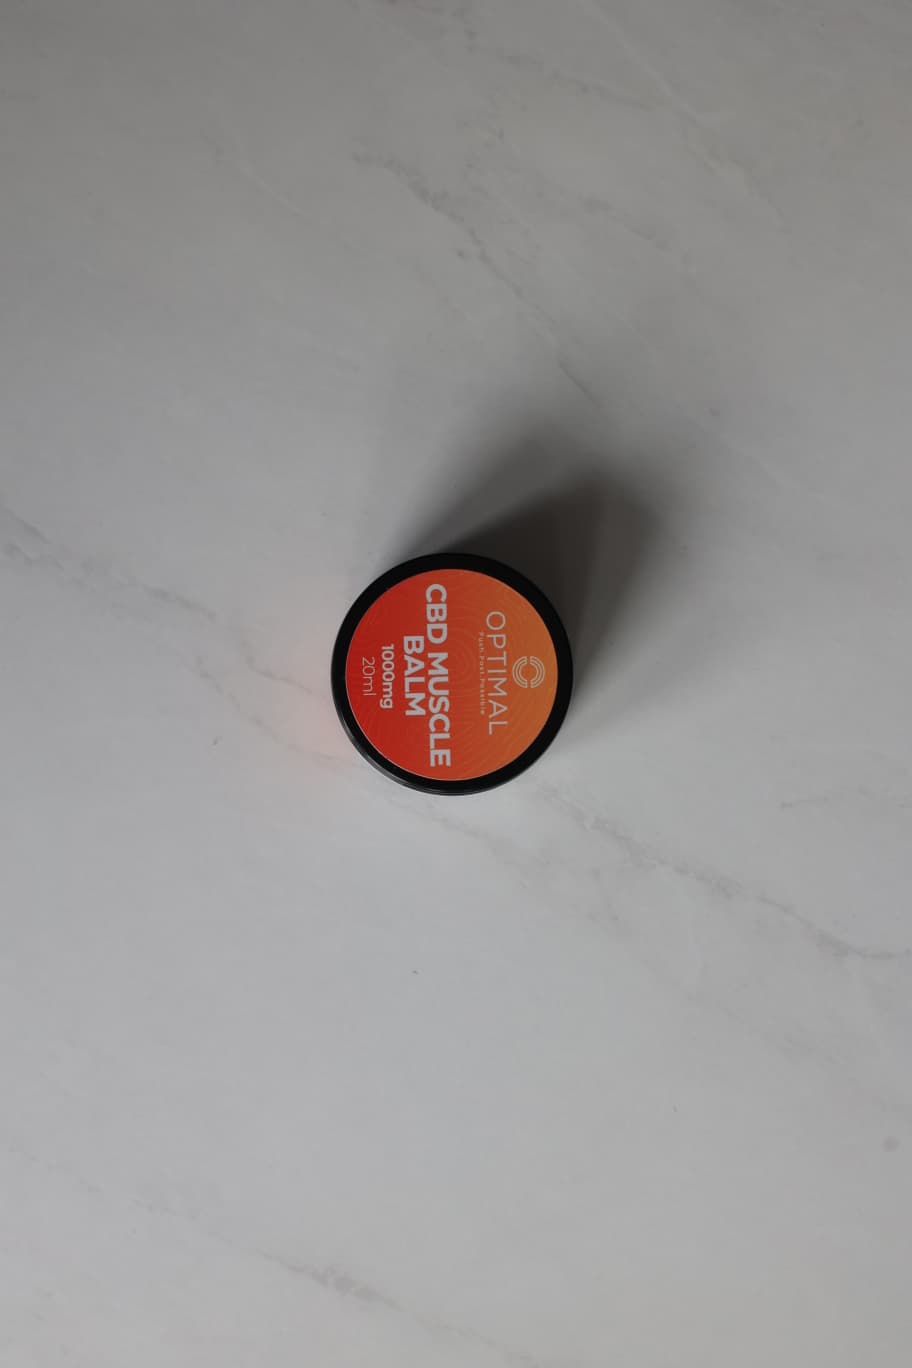 OPTIMAL
Push.Past.Possible
CBD MUSCLE
BALM
1000mg
20ml